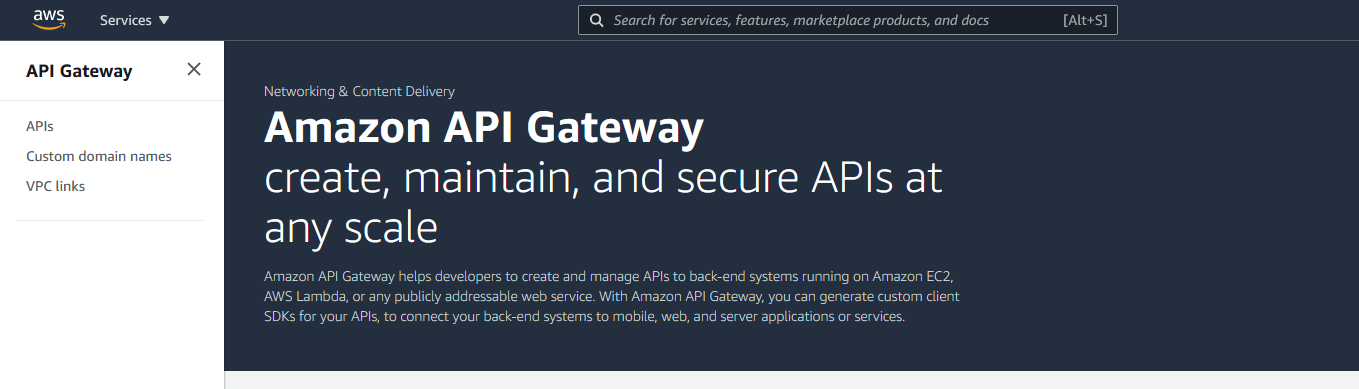 aws
Services
Search for services, features, marketplace products, and docs
[Alt+S]
API Gateway
APIs
Custom domain names
VPC links
Networking & Content Delivery
Amazon API Gateway
create, maintain, and secure APIs at
any scale
Amazon API Gateway helps developers to create and manage APIs to back-end systems running on Amazon EC2,
AWS Lambda, or any publicly addressable web service. With Amazon API Gateway, you can generate custom client
SDKs for your APIs, to connect your back-end systems to mobile, web, and server applications or services.